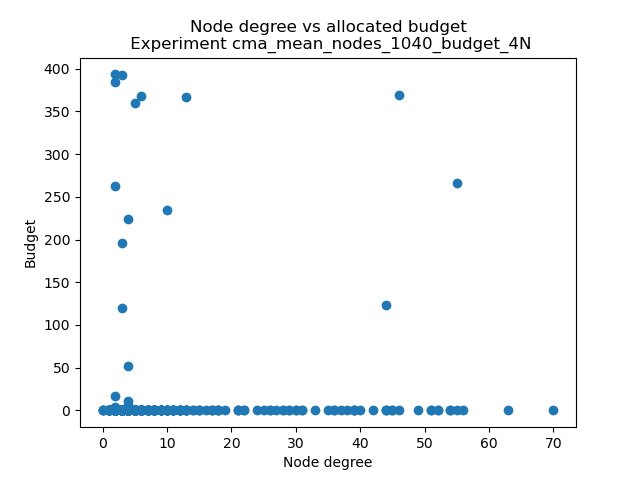 Node degree vs allocated budget
Experiment cma_mean_nodes_1040_budget_4N
400
350
300
250
200
150
100
50
0
Budget
0 10 20 30 40 50 60 70
Node degree